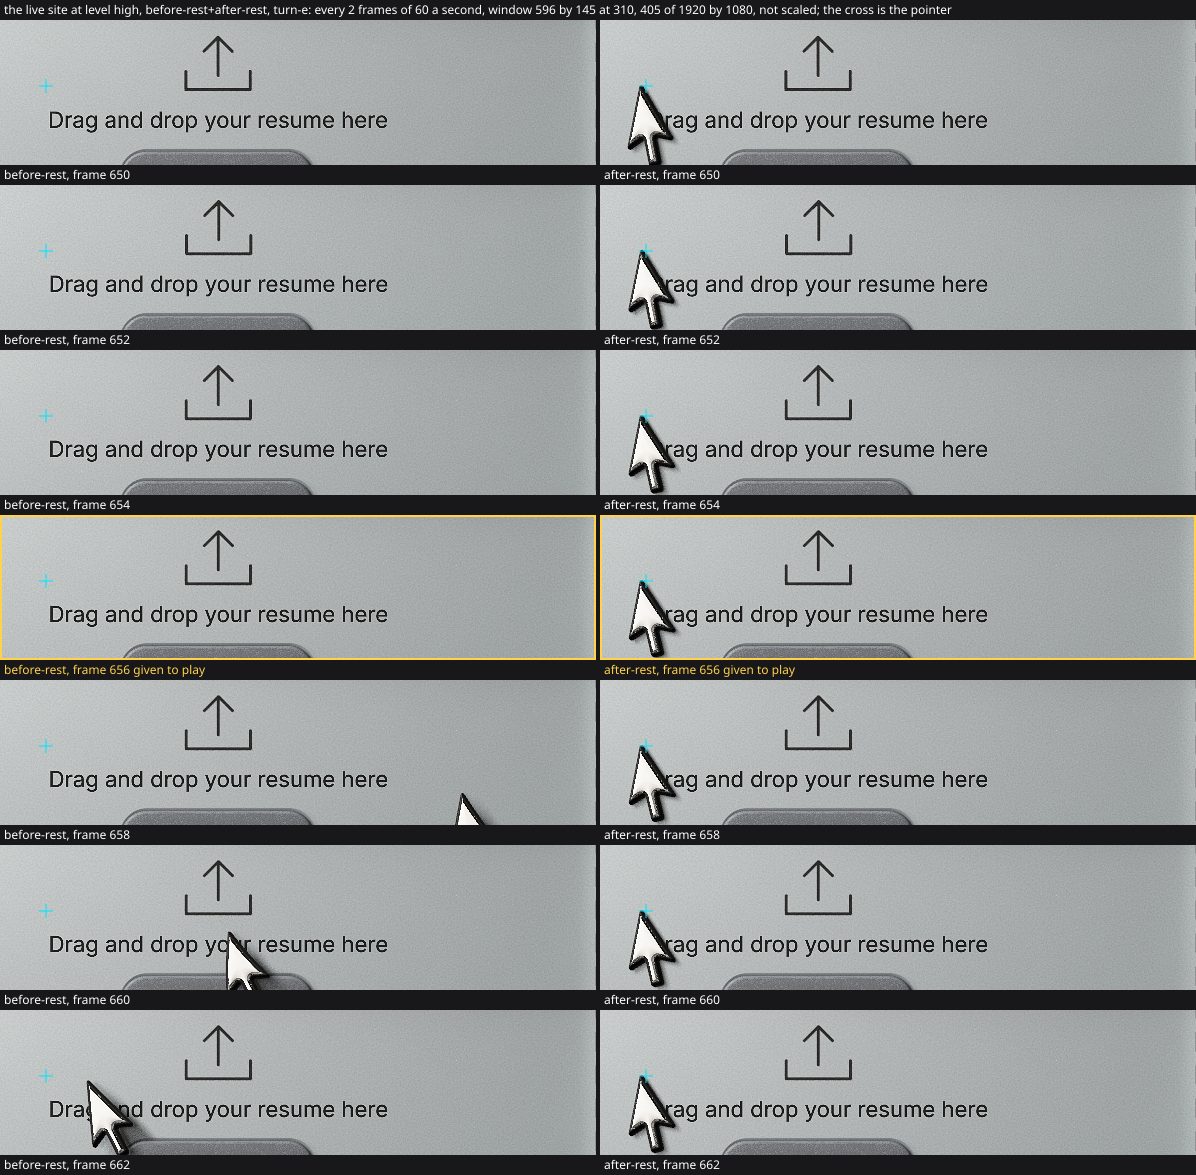 the live site at level high, before-rest+after-rest, turn-e: every 2 frames of 60 a second, window 596 by 145 at 310, 405 of 1920 by 1080, not scaled; the cross is the pointer
Drag and drop your resume here
rag and drop your resume here
before-rest, frame 650
after-rest, frame 650
Drag and drop your resume here
rag and drop your resume here
before-rest, frame 652
after-rest, frame 652
Drag and drop your resume here
rag and drop your resume here
before-rest, frame 654
after-rest, frame 654
Drag and drop your resume here
rag and drop your resume here
before-rest, frame 656 given to play
after-rest, frame 656 given to play
Drag and drop your resume here
rag and drop your resume here
before-rest, frame 658
after-rest, frame 658
Drag and drop your resume here
rag and drop your resume here
before-rest, frame 660
after-rest, frame 660
Drag and drop your resume here
rag and drop your resume here
before-rest, frame 662
after-rest, frame 662